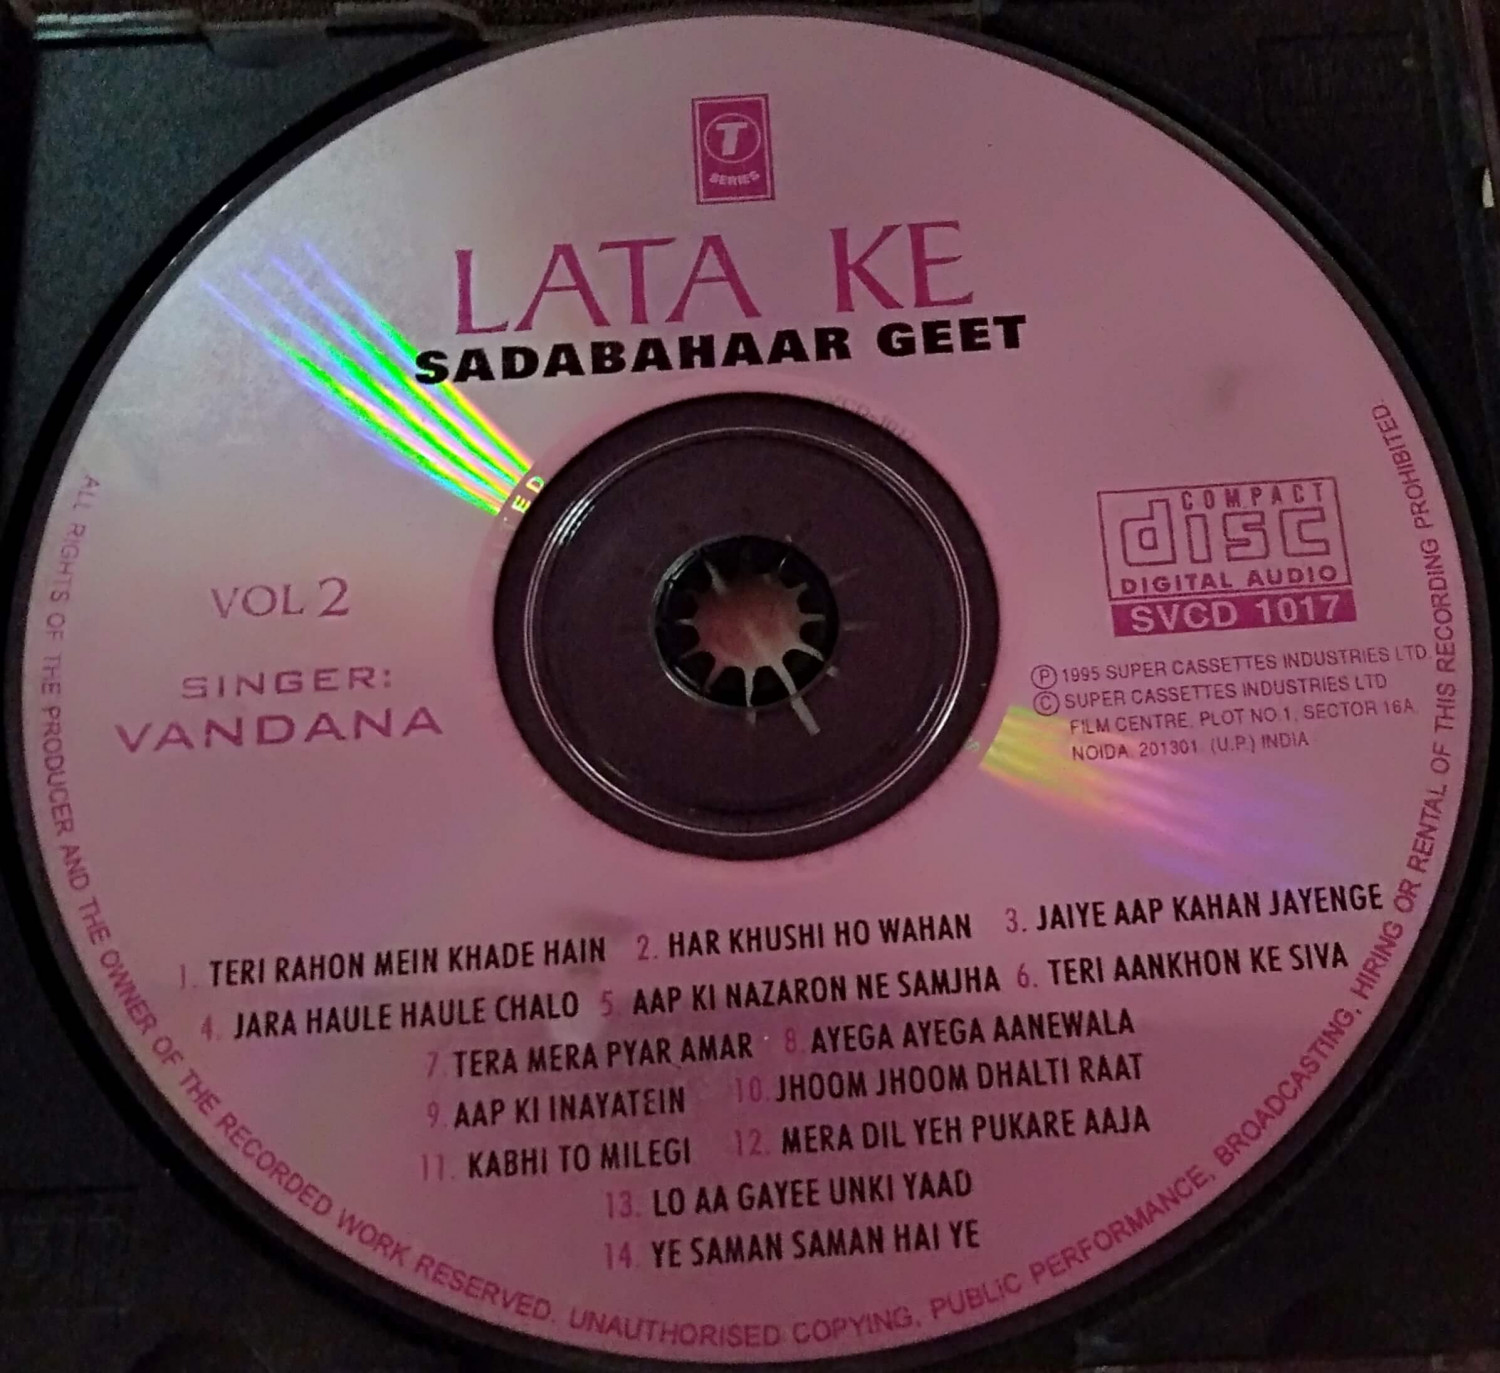 T
SERIES
LATA KE
SADABAHAAR GEET
VOL 2
SINGER:
VANDANA
COMPACT
disc
DIGITAL AUDIO
SVCD 1017
Ⓟ 1995 SUPER CASSETTES INDUSTRIES LTD.
© SUPER CASSETTES INDUSTRIES LTD
FILM CENTRE, PLOT NO.1, SECTOR 16A,
NOIDA. 201301. (U.P.) INDIA
1. TERI RAHON MEIN KHADE HAIN 2. HAR KHUSHI HO WAHAN 3. JAIYE AAP KAHAN JAYENGE
4. JARA HAULE HAULE CHALO 5. AAP KI NAZARON NE SAMJHA 6. TERI AANKHON KE SIVA
7. TERA MERA PYAR AMAR 8. AYEGA AYEGA AANEWALA
9. AAP KI INAYATEIN 10. JHOOM JHOOM DHALTI RAAT
11. KABHI TO MILEGI 12. MERA DIL YEH PUKARE AAJA
13. LO AA GAYEE UNKI YAAD
14. YE SAMAN SAMAN HAI YE
ALL RIGHTS OF THE PRODUCER AND THE OWNER OF THE RECORDED WORK RESERVED. UNAUTHORISED COPYING, PUBLIC PERFORMANCE, BROADCASTING, HIRING OR RENTAL OF THIS RECORDING PROHIBITED.